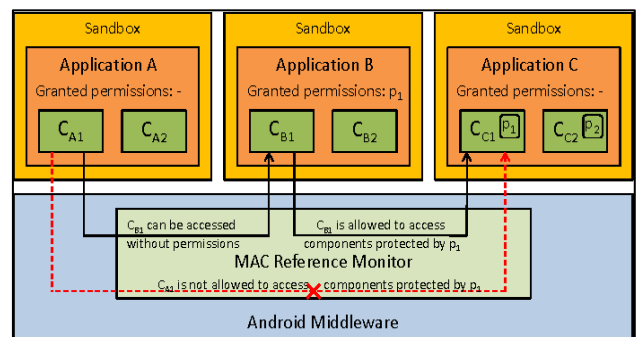 Sandbox
Sandbox
Sandbox
Application A
Application B
Application C
Granted permissions: -
Granted permissions: p1
Granted permissions: -
CA1
CA2
CB1
CB2
CC1 p1
CC2 p2
CB1 can be accessed
without permissions
CB1 is allowed to access
components protected by p1
MAC Reference Monitor
CA1 is not allowed to access components protected by p1
Android Middleware